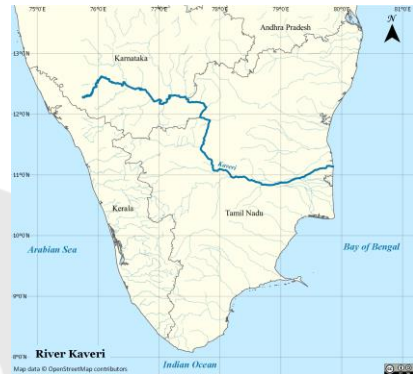 75°E 76°E 77°E 78°E 79°E 80°E
N
Andhra Pradesh
13°N
Karnataka
12°N
11°N
Kaveri
Kerala
Tamil Nadu
10°N
Arabian Sea
Bay of Bengal
9°N
8°N
River Kaveri
Indian Ocean
Map data © OpenStreetMap contributors